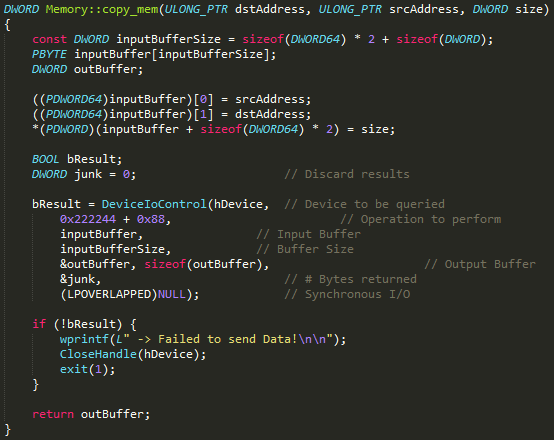 DWORD Memory::copy_mem(ULONG_PTR dstAddress, ULONG_PTR srcAddress, DWORD size)
{
    const DWORD inputBufferSize = sizeof(DWORD64) * 2 + sizeof(DWORD);
    PBYTE inputBuffer[inputBufferSize];
    DWORD outBuffer;

    ((PDWORD64)inputBuffer)[0] = srcAddress;
    ((PDWORD64)inputBuffer)[1] = dstAddress;
    *(PDWORD)(inputBuffer + sizeof(DWORD64) * 2) = size;

    BOOL bResult;
    DWORD junk = 0;                     // Discard results

    bResult = DeviceIoControl(hDevice,  // Device to be queried
        0x222244 + 0x88,                        // Operation to perform
        inputBuffer,                // Input Buffer
        inputBufferSize,            // Buffer Size
        &outBuffer, sizeof(outBuffer),                      // Output Buffer
        &junk,                          // # Bytes returned
        (LPOVERLAPPED)NULL);            // Synchronous I/O

    if (!bResult) {
        wprintf(L" -> Failed to send Data!\n\n");
        CloseHandle(hDevice);
        exit(1);
    }

    return outBuffer;
}